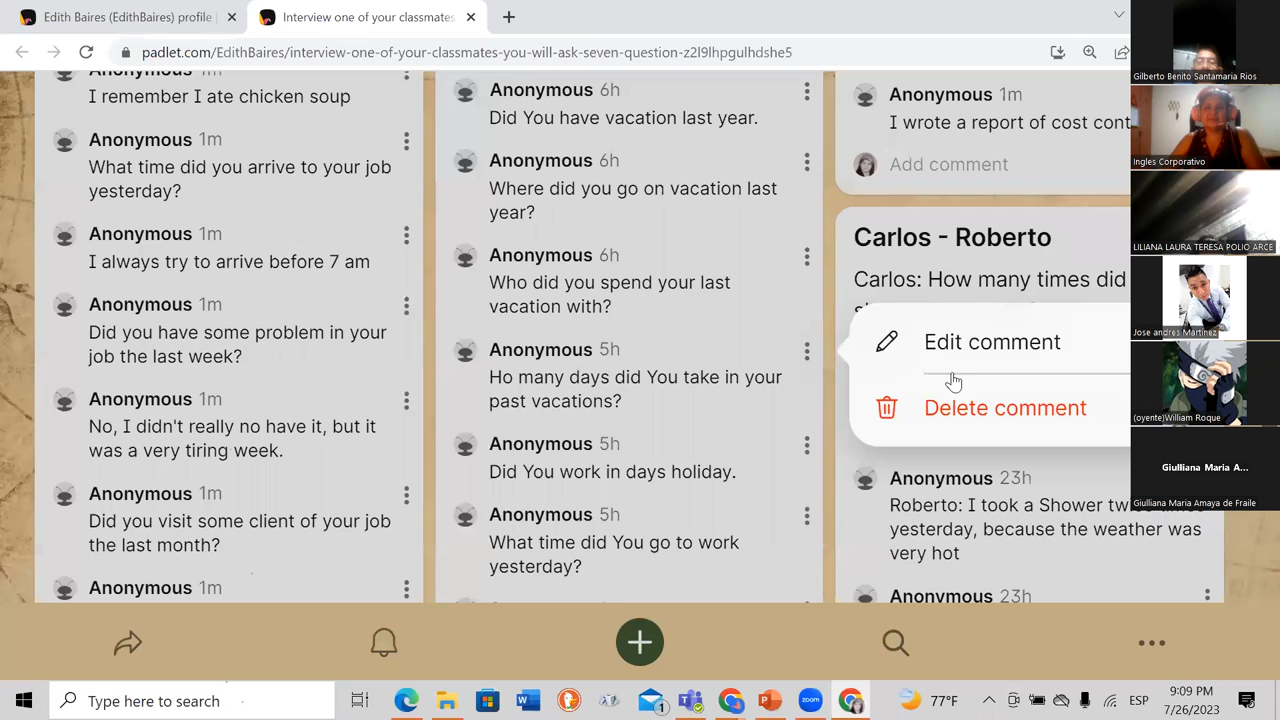 Edith Baires (EdithBaires) profile
Interview one of your classmates
padlet.com/EdithBaires/interview-one-of-your-classmates-you-will-ask-seven-question-z2l9lhpgulhdshe5
Anonymous 1m
I remember I ate chicken soup
Anonymous 1m
What time did you arrive to your job
yesterday?
Anonymous 1m
I always try to arrive before 7 am
Anonymous 1m
Did you have some problem in your
job the last week?
Anonymous 1m
No, I didn't really no have it, but it
was a very tiring week.
Anonymous 1m
Did you visit some client of your job
the last month?
Anonymous 1m
Anonymous 6h
Did You have vacation last year.
Anonymous 6h
Where did you go on vacation last
year?
Anonymous 6h
Who did you spend your last
vacation with?
Anonymous 5h
Ho many days did You take in your
past vacations?
Anonymous 5h
Did You work in days holiday.
Anonymous 5h
What time did You go to work
yesterday?
Anonymous 1m
I wrote a report of cost cont
Add comment
Carlos - Roberto
Carlos: How many times did
Edit comment
Delete comment
Anonymous 23h
Roberto: I took a Shower
yesterday, because the weather was
very hot
Anonymous 23h
Gilberto Benito Santamaria Rios
Ingles Corporativo
LILIANA LAURA TERESA POLIO ARCE
Jose andres Martinez
(oyente)William Roque
Giulliana Maria A...
Giulliana Maria Amaya de Fraile
Type here to search
1
zoom
77°F
ESP
9:09 PM
7/26/2023